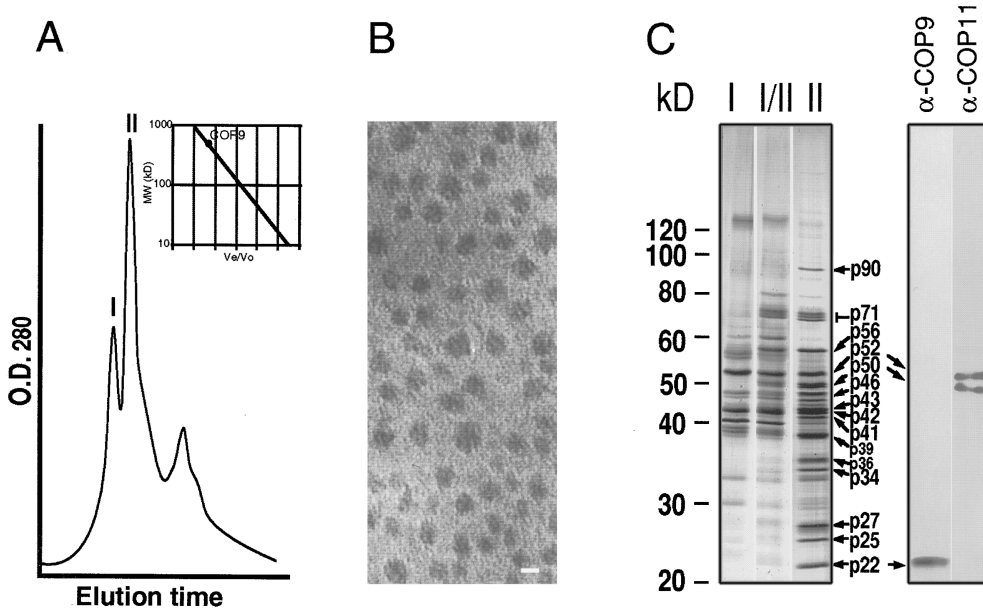 A
O.D. 280
I
II
1000
100
10
MW (kD)
COP9
Ve/Vo
Elution time
B
C
kD
I
I/II
II
120
100
80
60
50
40
30
20
p90
p71
p56
p52
p50
p46
p43
p42
p41
p39
p36
p34
p27
p25
p22
α-COP9
α-COP11